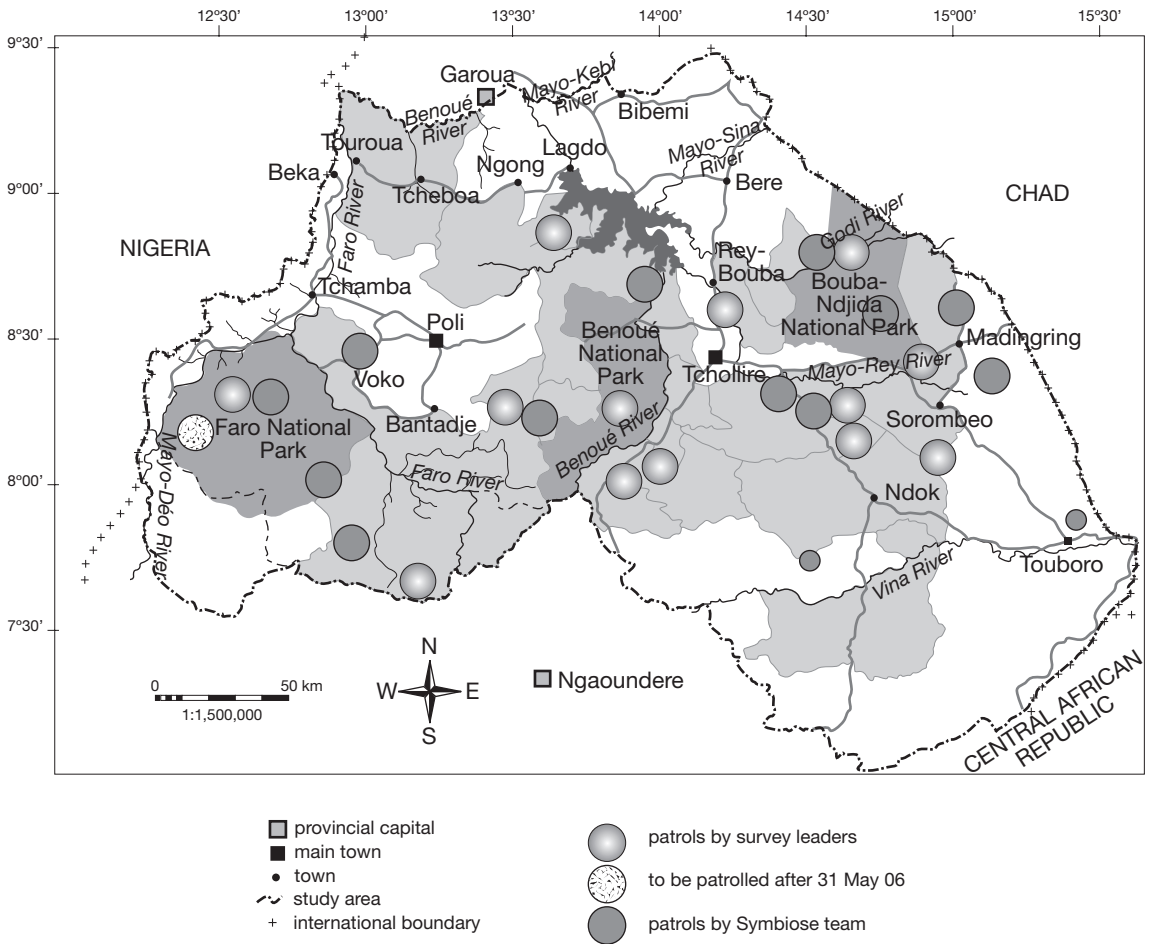 12°30’ 13°00’ 13°30’ 14°00’ 14°30’ 15°00’ 15°30’
9°30’
9°00’
8°30’
8°00’
7°30’
Garoua
Mayo-Kebi
River
Benoué
River
Bibemi
Touroua
Mayo-Sina
River
Lagdo
Beka
Ngong
Bere
Tcheboa
CHAD
NIGERIA
Faro River
Godi River
Rey-
Bouba
Bouba-
Ndjida
National Park
Tchamba
Poli
Benoué
National
Park
Madingring
Voko
Tchollire
Mayo-Rey River
Bantadje
Sorombeo
Faro National
Park
Benoué River
Faro River
Mayo-Déo River
Ndok
Touboro
Vina River
N
W E
S
Ngaoundere
0 50 km
1:1,500,000
CENTRAL AFRICAN
REPUBLIC
provincial capital
main town
town
study area
international boundary
patrols by survey leaders
to be patrolled after 31 May 06
patrols by Symbiose team